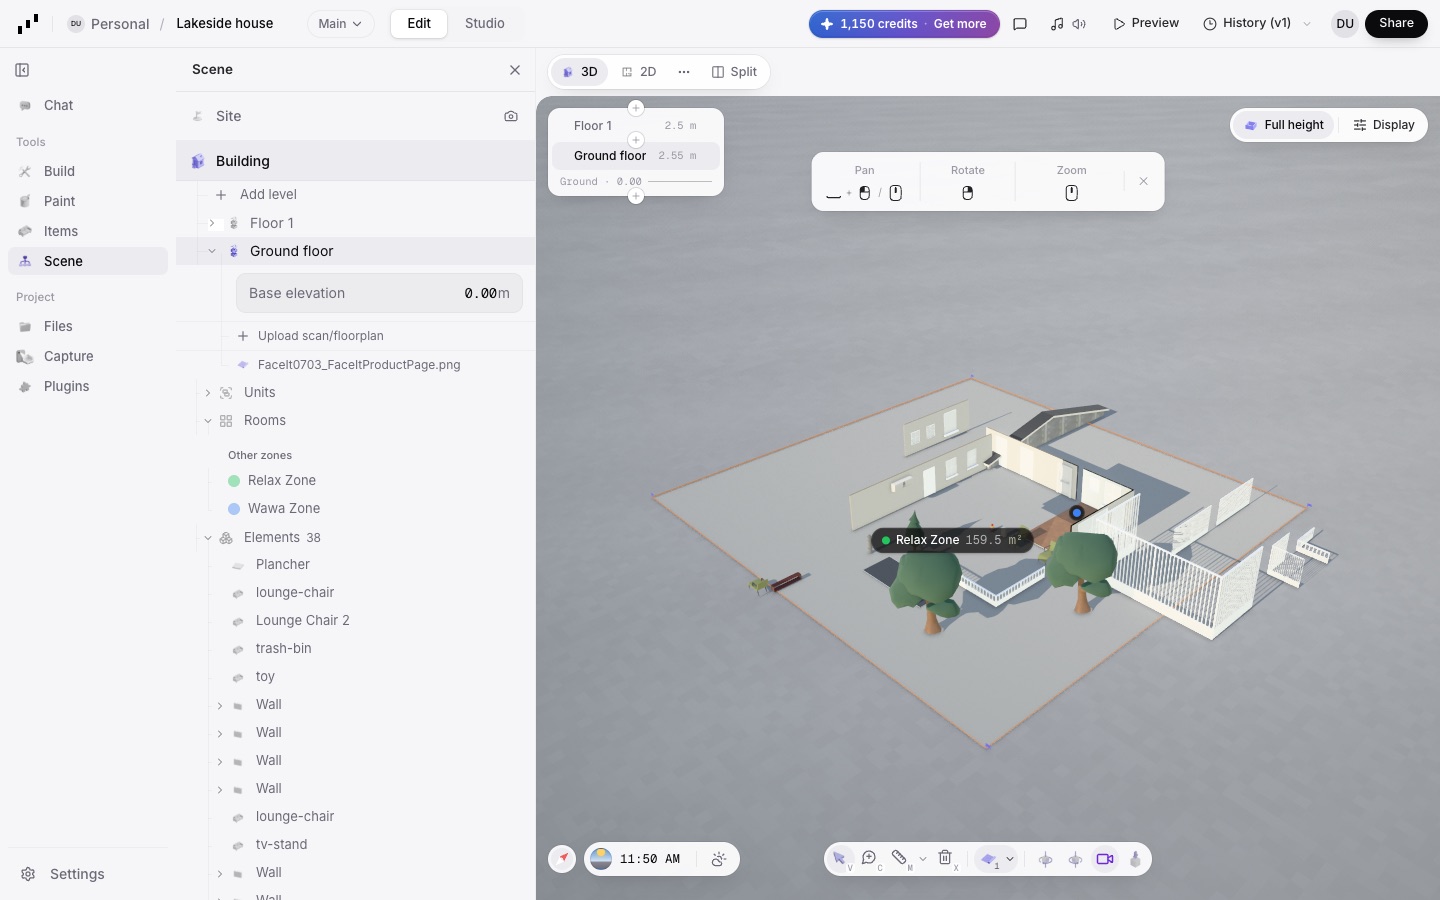 DU Personal / Lakeside house
Main
Edit
Studio
1,150 credits · Get more
Preview
History (v1)
DU
Share
Chat
Tools
Build
Paint
Items
Scene
Project
Files
Capture
Plugins
Settings
Scene
Site
Building
Add level
Floor 1
Ground floor
Base elevation 0.00m
Upload scan/floorplan
FaceIt0703_FaceItProductPage.png
Units
Rooms
Other zones
Relax Zone
Wawa Zone
Elements 38
Plancher
lounge-chair
Lounge Chair 2
trash-bin
toy
Wall
Wall
Wall
Wall
lounge-chair
tv-stand
Wall
Wall
3D
2D
Split
Floor 1 2.5 m
Ground floor 2.55 m
Ground · 0.00
Full height
Display
Pan
Rotate
Zoom
+ /
Relax Zone 159.5 m²
11:50 AM
V
C
M
X
1